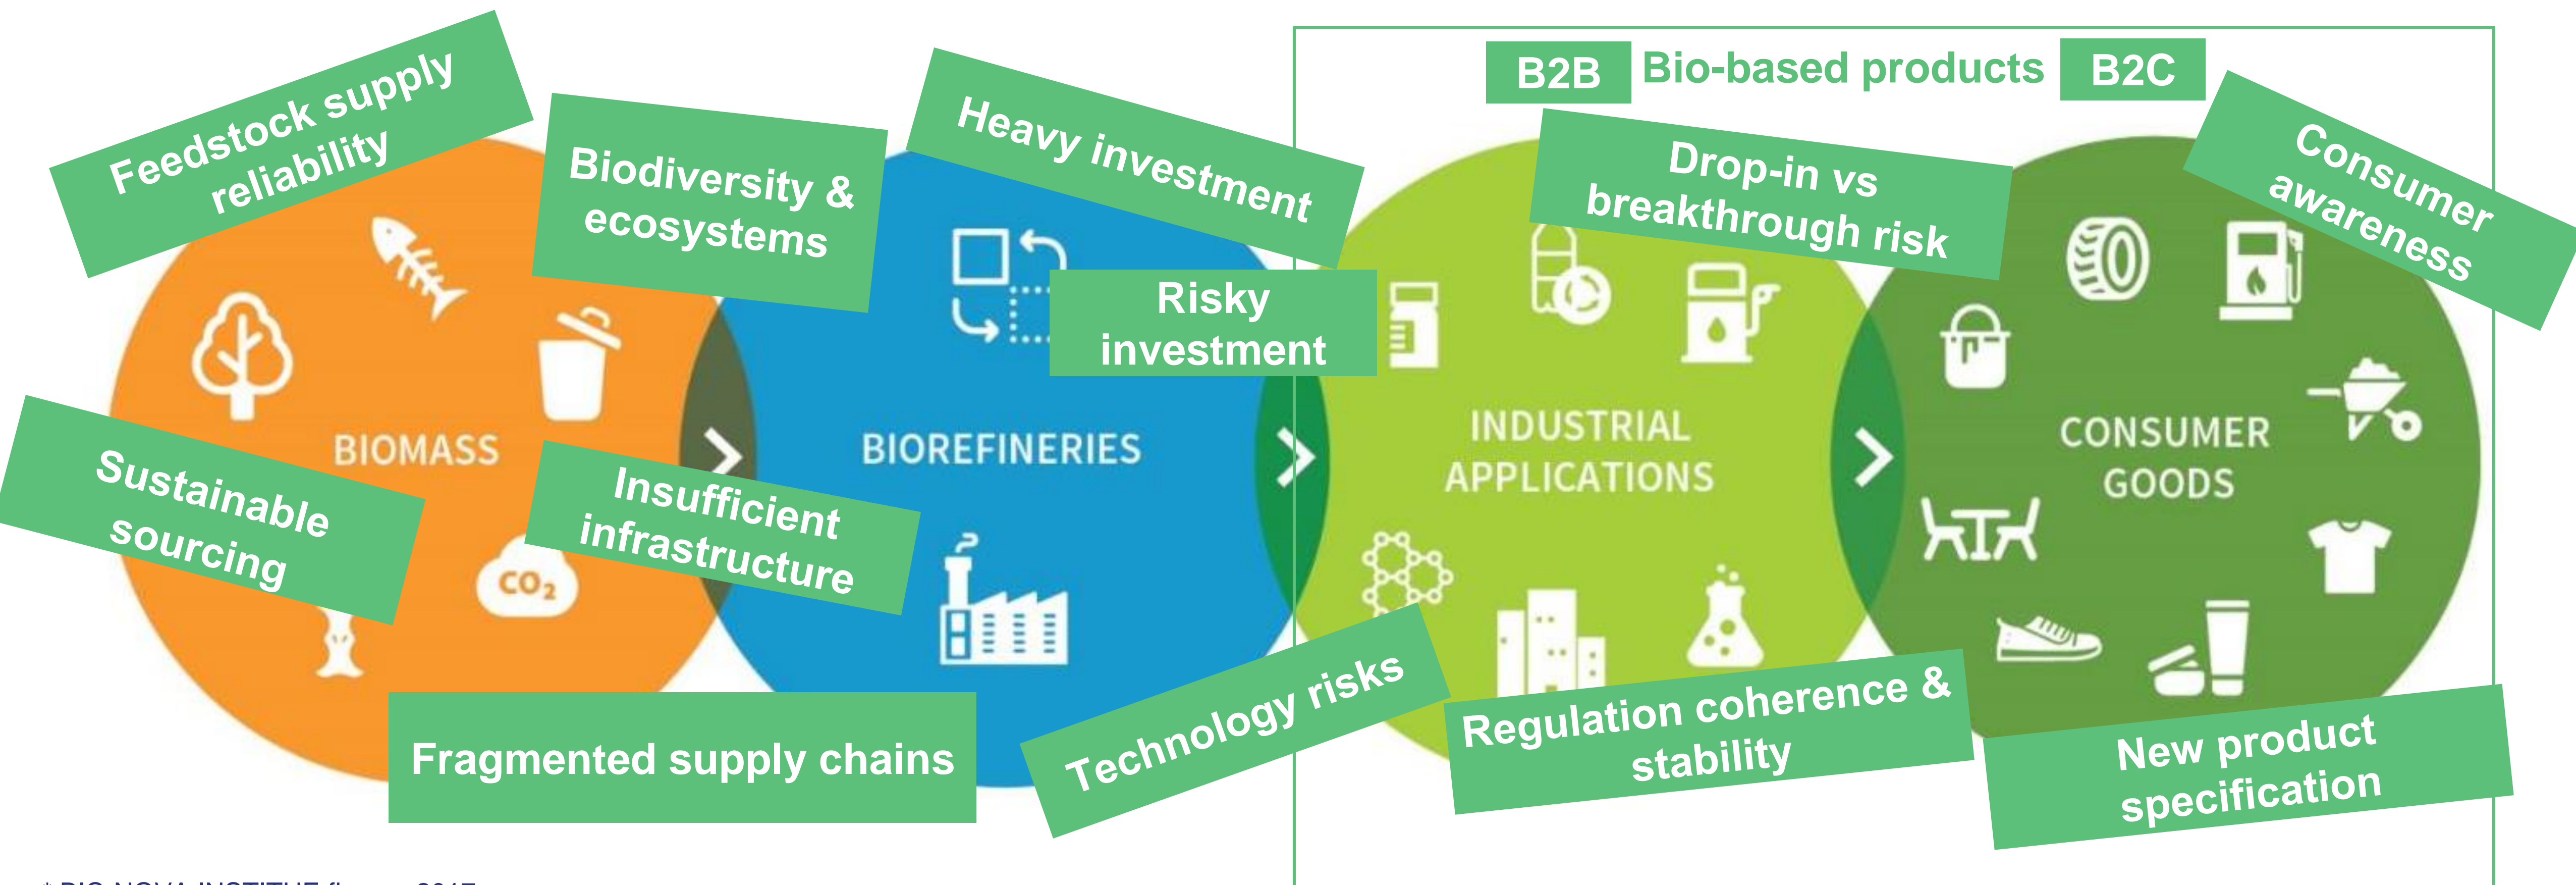 B2B
Bio-based products
B2C
Feedstock supply
reliability
Biodiversity &
ecosystems
Heavy investment
Risky
investment
Drop-in vs
breakthrough risk
Consumer
awareness
BIOMASS
BIOREFINERIES
INDUSTRIAL
APPLICATIONS
CONSUMER
GOODS
Sustainable
sourcing
Insufficient
infrastructure
CO₂
Fragmented supply chains
Technology risks
Regulation coherence &
stability
New product
specification